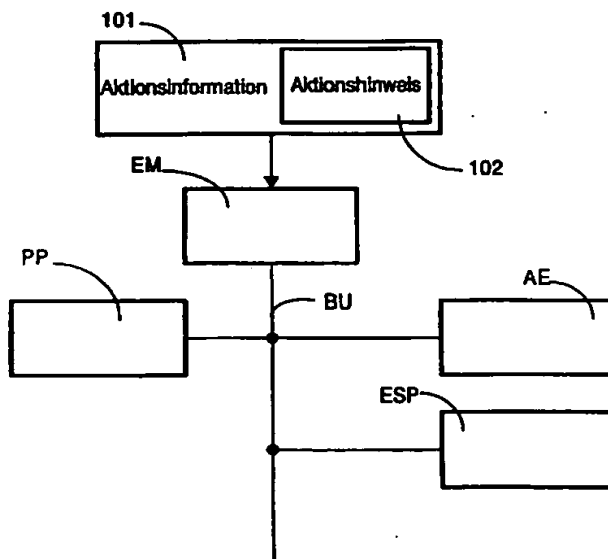 101
Aktionsinformation
Aktionshinweis
102
EM
PP
BU
AE
ESP